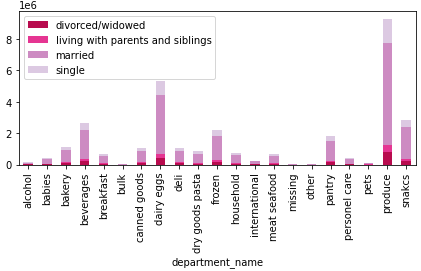 1e6
divorced/widowed
living with parents and siblings
married
single
8
6
4
2
0
alcohol
babies
bakery
beverages
breakfast
bulk
canned goods
dairy eggs
deli
dry goods pasta
frozen
household
international
meat seafood
missing
other
pantry
personel care
pets
produce
snakcs
department_name